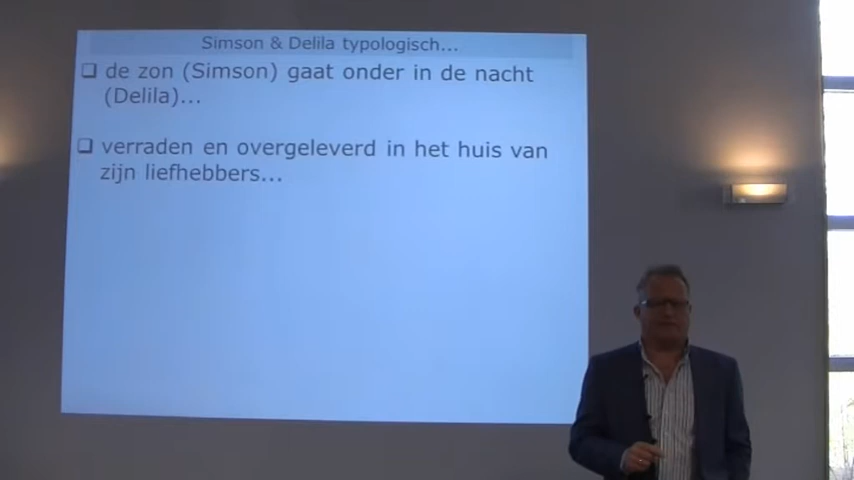 Simson & Delila typologisch...
de zon (Simson) gaat onder in de nacht
(Delila)...
verraden en overgeleverd in het huis van
zijn liefhebbers...